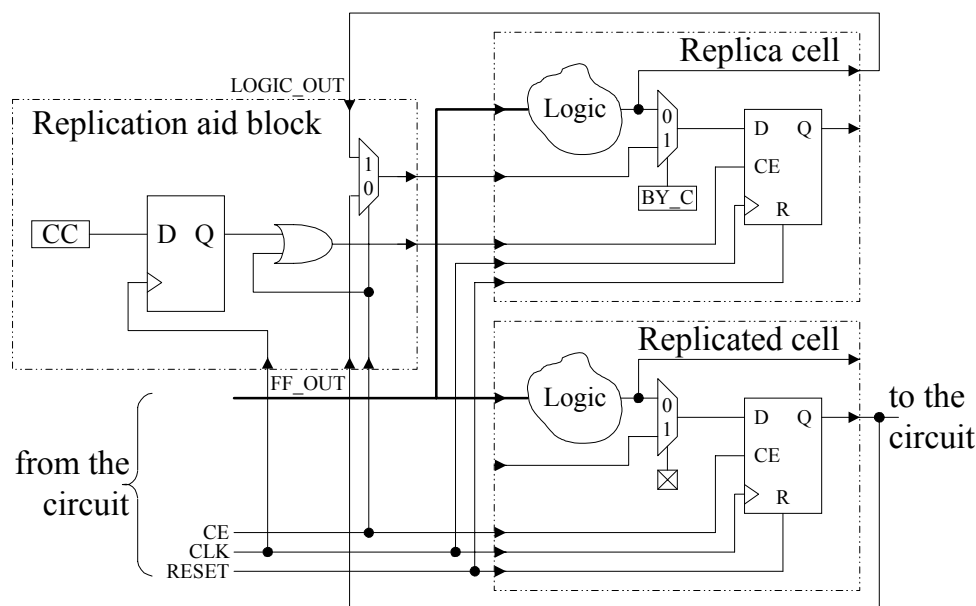 Replica cell
LOGIC_OUT
Replication aid block
Logic
0
1
D Q
CE
R
BY_C
1
0
CC
D Q
Replicated cell
FF_OUT
Logic
0
1
D Q
CE
R
to the
circuit
from the
circuit
CE
CLK
RESET